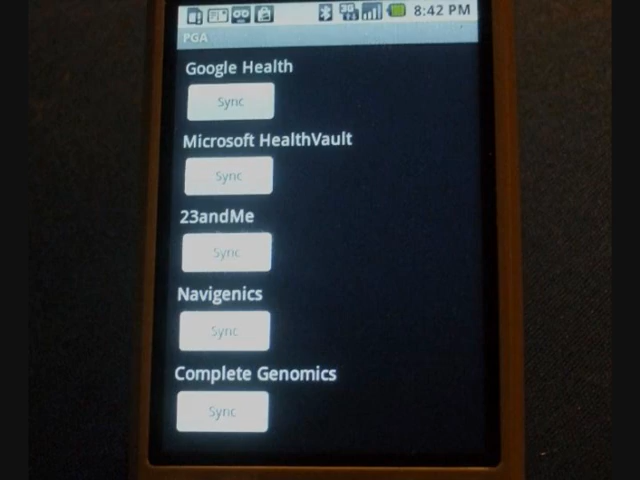 8:42 PM
PGA
Google Health
Sync
Microsoft HealthVault
Sync
23andMe
Sync
Navigenics
Sync
Complete Genomics
Sync